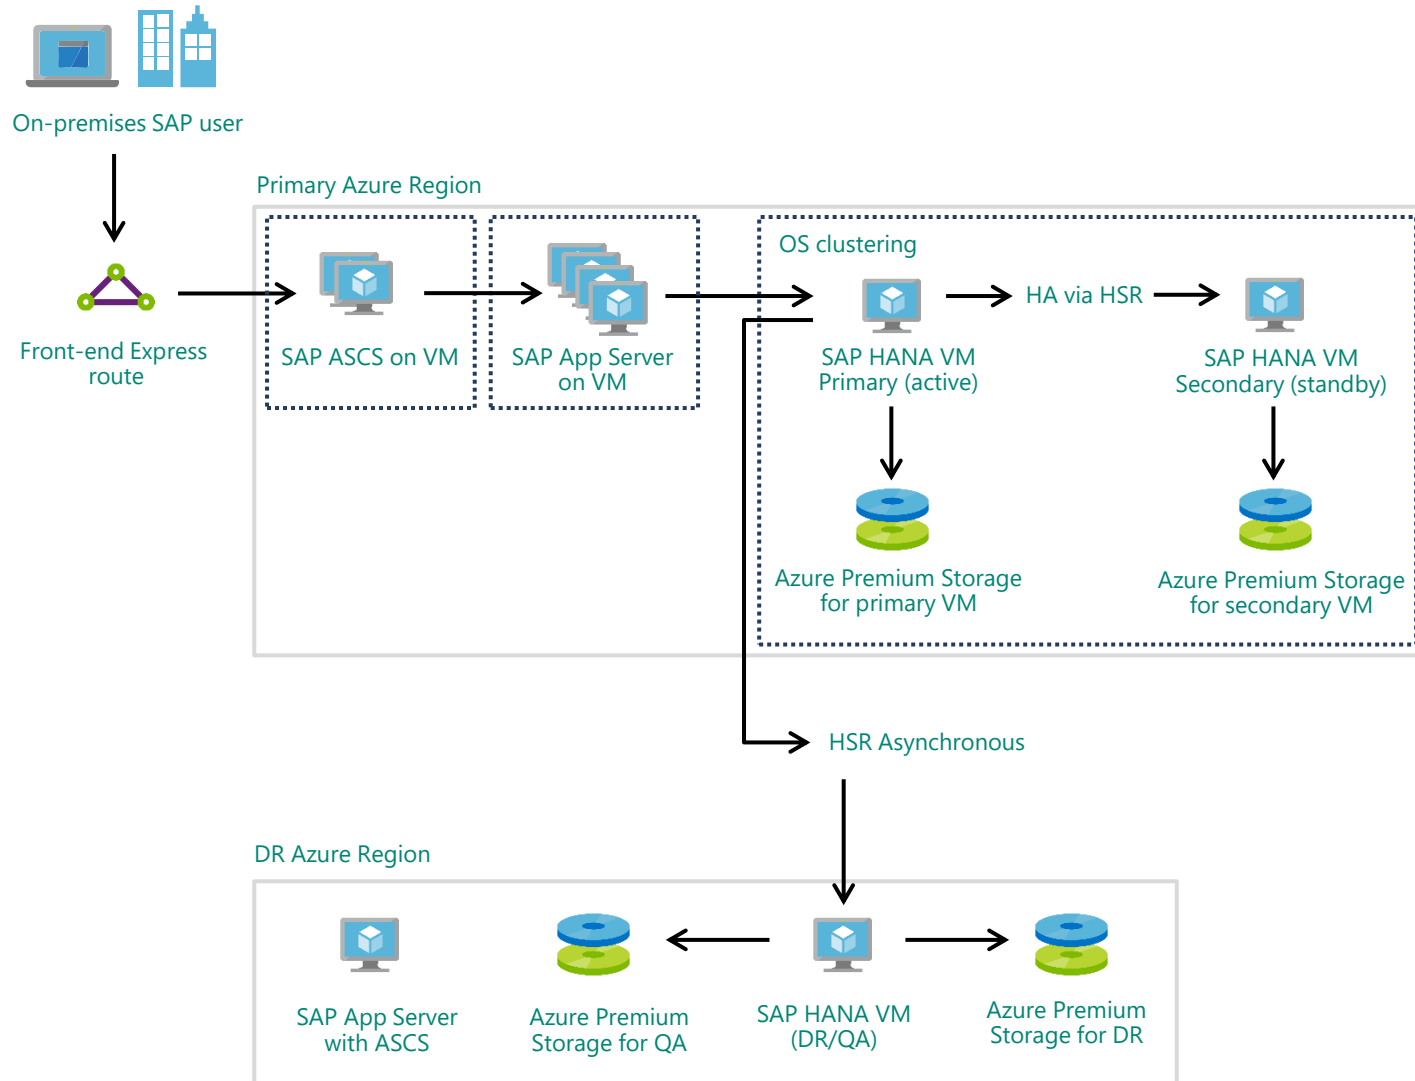 On-premises SAP user
Primary Azure Region
OS clustering
HA via HSR
Front-end Express
route
SAP ASCS on VM
SAP App Server
on VM
SAP HANA VM
Primary (active)
SAP HANA VM
Secondary (standby)
Azure Premium Storage
for primary VM
Azure Premium Storage
for secondary VM
HSR Asynchronous
DR Azure Region
SAP App Server
with ASCS
Azure Premium
Storage for QA
SAP HANA VM
(DR/QA)
Azure Premium
Storage for DR